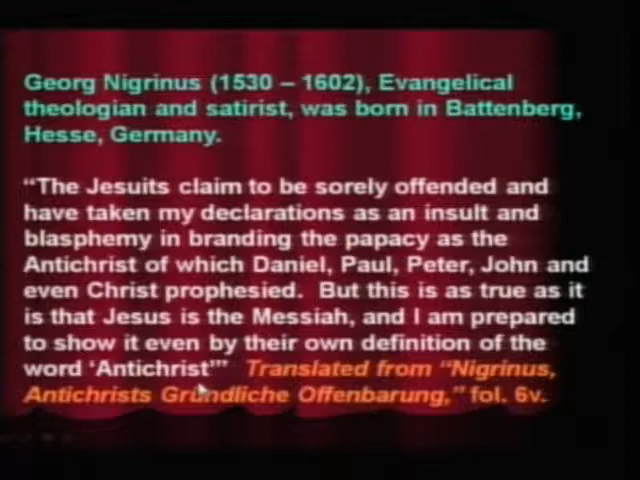 Georg Nigrinus (1530 – 1602), Evangelical
theologian and satirist, was born in Battenberg,
Hesse, Germany.
“The Jesuits claim to be sorely offended and
have taken my declarations as an insult and
blasphemy in branding the papacy as the
Antichrist of which Daniel, Paul, Peter, John and
even Christ prophesied.  But this is as true as it
is that Jesus is the Messiah, and I am prepared
to show it even by their own definition of the
word ‘Antichrist’” Translated from “Nigrinus,
Antichrists Gründliche Offenbarung,” fol. 6v.